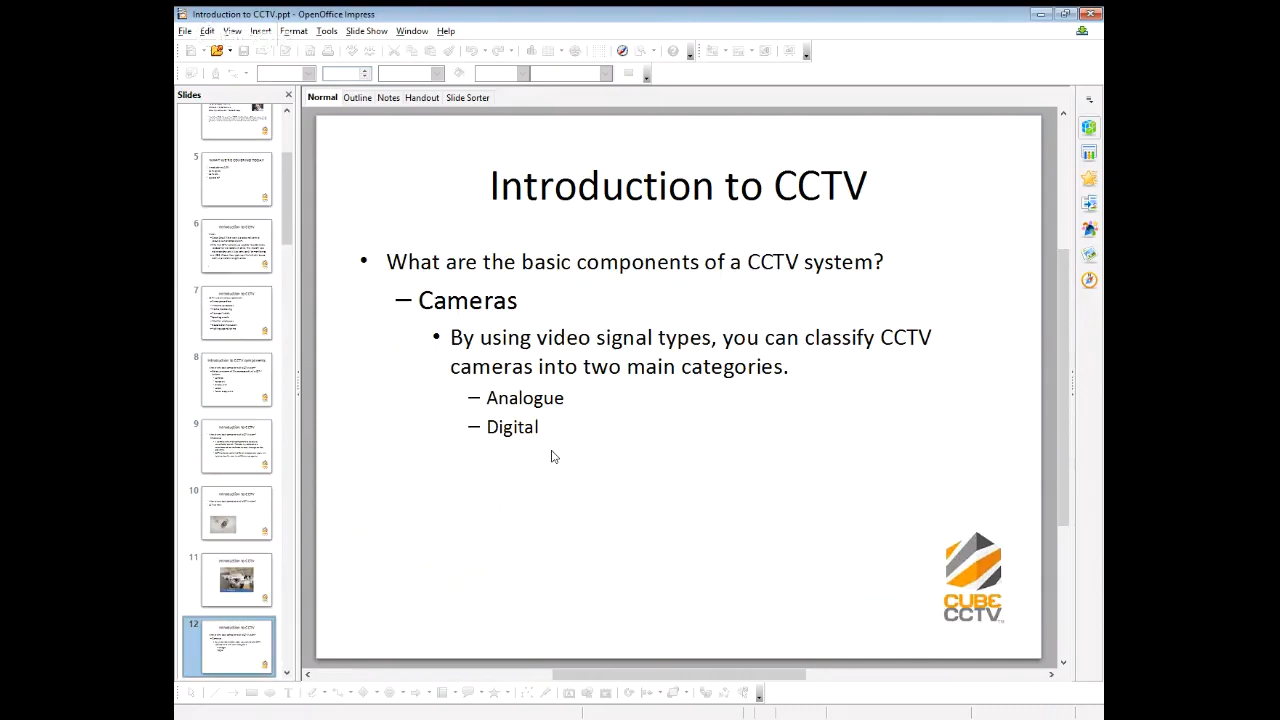 Introduction to CCTV.ppt - OpenOffice Impress
File Edit View Insert Format Tools Slide Show Window Help
Slides
Normal Outline Notes Handout Slide Sorter
5
6
7
8
9
10
11
12
Introduction to CCTV
• What are the basic components of a CCTV system?
– Cameras
• By using video signal types, you can classify CCTV
cameras into two main categories.
– Analogue
– Digital
CUBE
CCTV